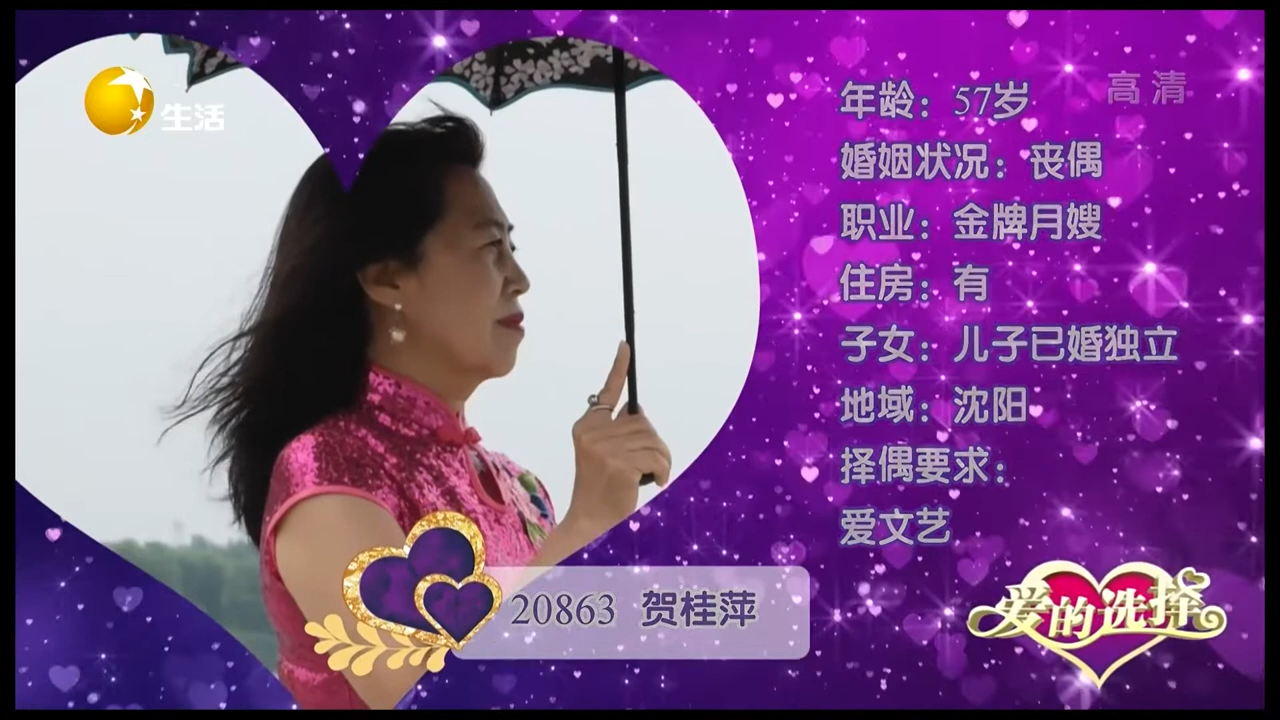 生活
高清
年龄：57岁
婚姻状况：丧偶
职业：金牌月嫂
住房：有
子女：儿子已婚独立
地域：沈阳
择偶要求：
爱文艺
20863 贺桂萍
爱的选择